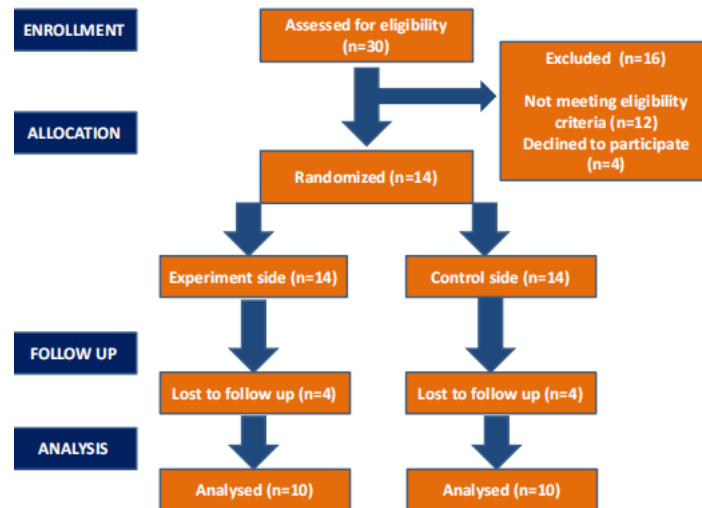 ENROLLMENT
Assessed for eligibility
(n=30)
Excluded (n=16)
Not meeting eligibility
criteria (n=12)
Declined to participate
(n=4)
ALLOCATION
Randomized (n=14)
Experiment side (n=14)
Control side (n=14)
FOLLOW UP
Lost to follow up (n=4)
Lost to follow up (n=4)
ANALYSIS
Analysed (n=10)
Analysed (n=10)